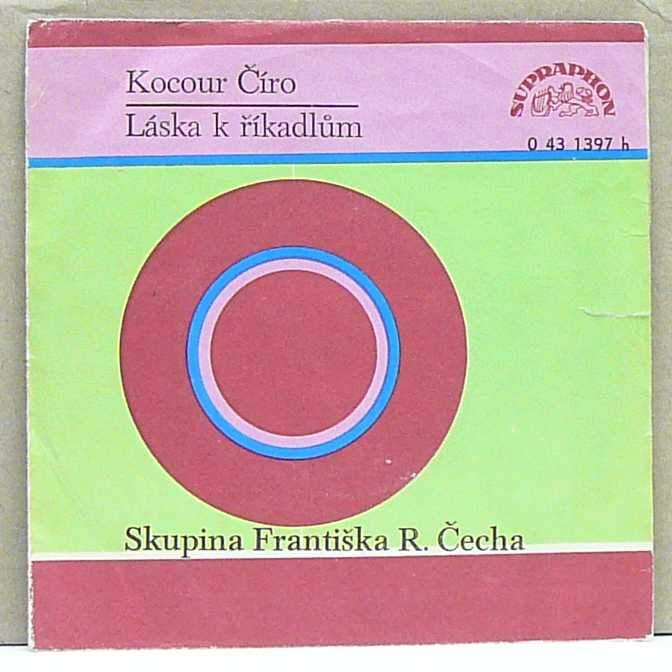 Kocour Číro
Láska k říkadlům
SUPRAPHON
0 43 1397 h
Skupina Františka R. Čecha